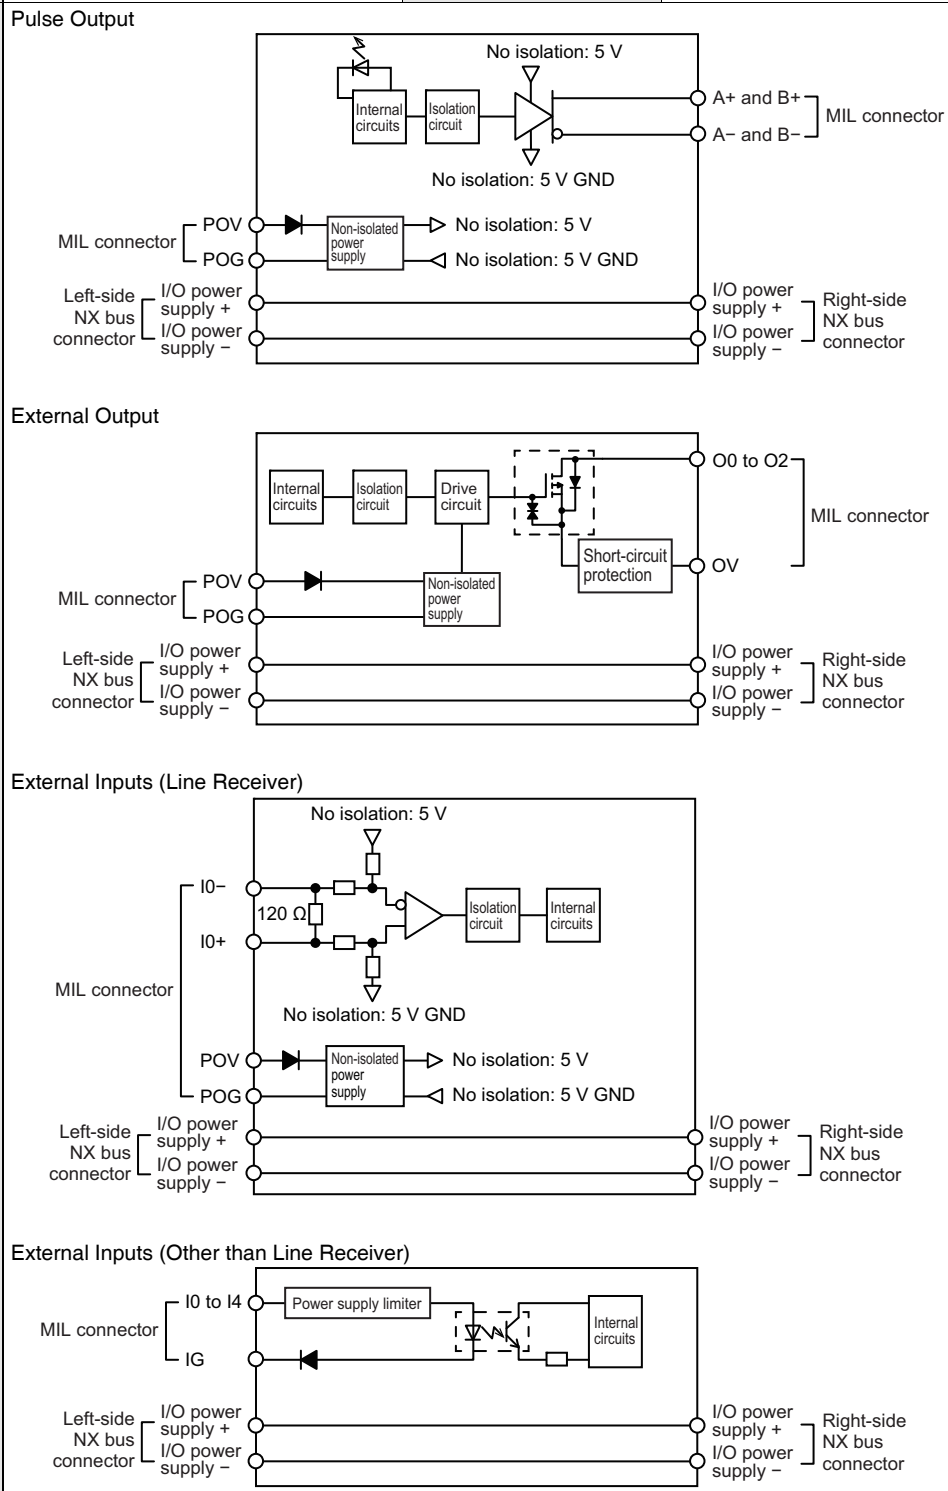 Pulse Output
No isolation: 5 V
Internal
circuits
Isolation
circuit
A+ and B+
A− and B−
MIL connector
No isolation: 5 V GND
MIL connector
POV
POG
Non-isolated
power
supply
No isolation: 5 V
No isolation: 5 V GND
Left-side
NX bus
connector
I/O power
supply +
I/O power
supply −
I/O power
supply +
I/O power
supply −
Right-side
NX bus
connector
External Output
Internal
circuits
Isolation
circuit
Drive
circuit
O0 to O2
MIL connector
Short-circuit
protection
OV
MIL connector
POV
POG
Non-isolated
power
supply
Left-side
NX bus
connector
I/O power
supply +
I/O power
supply −
I/O power
supply +
I/O power
supply −
Right-side
NX bus
connector
External Inputs (Line Receiver)
No isolation: 5 V
I0−
120 Ω
I0+
Isolation
circuit
Internal
circuits
MIL connector
No isolation: 5 V GND
POV
POG
Non-isolated
power
supply
No isolation: 5 V
No isolation: 5 V GND
Left-side
NX bus
connector
I/O power
supply +
I/O power
supply −
I/O power
supply +
I/O power
supply −
Right-side
NX bus
connector
External Inputs (Other than Line Receiver)
I0 to I4
Power supply limiter
MIL connector
IG
Internal
circuits
Left-side
NX bus
connector
I/O power
supply +
I/O power
supply −
I/O power
supply +
I/O power
supply −
Right-side
NX bus
connector